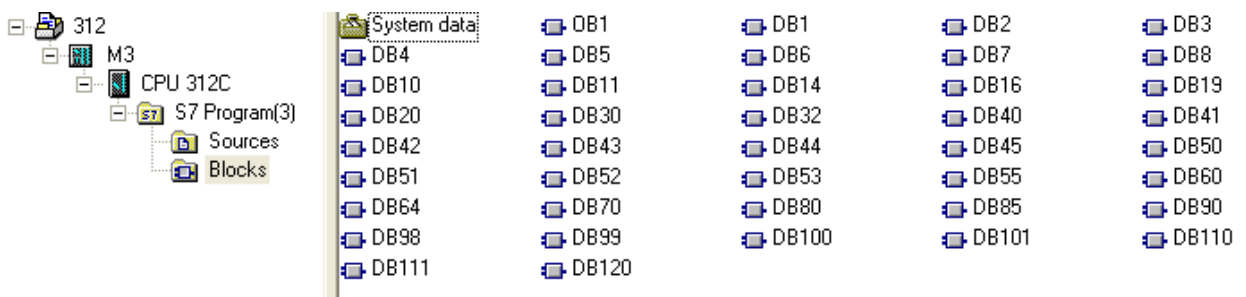 312 System data OB1 DB1 DB2 DB3
M3 DB4 DB5 DB6 DB7 DB8
CPU 312C DB10 DB11 DB14 DB16 DB19
S7 S7 Program(3) DB20 DB30 DB32 DB40 DB41
Sources DB42 DB43 DB44 DB45 DB50
Blocks DB51 DB52 DB53 DB55 DB60
DB64 DB70 DB80 DB85 DB90
DB98 DB99 DB100 DB101 DB110
DB111 DB120